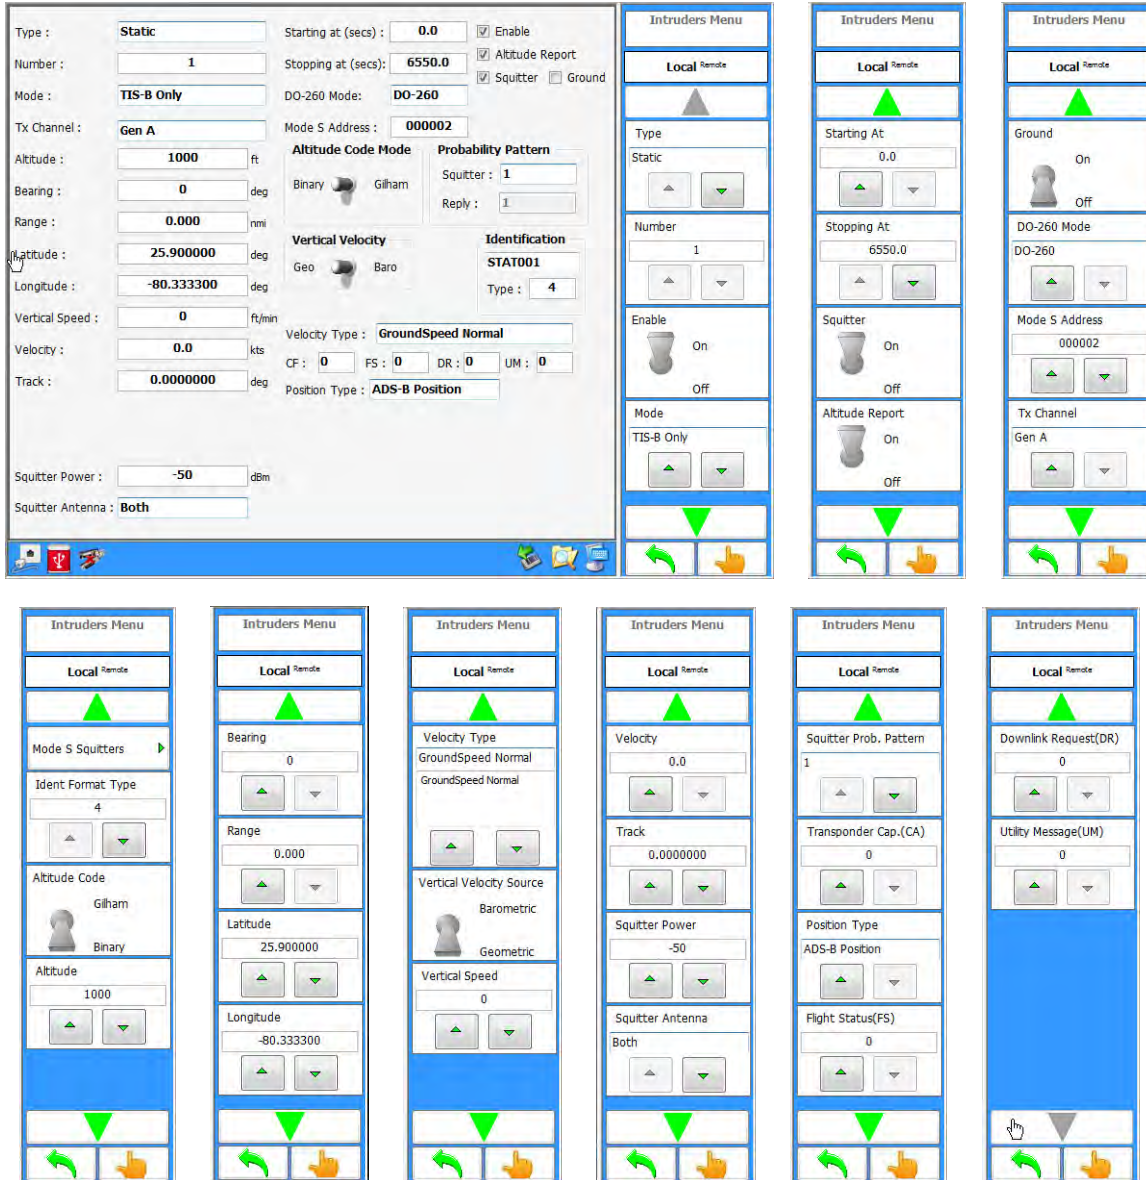 Type : Static
Number : 1
Mode : TIS-B Only
Tx Channel : Gen A
Altitude : 1000 ft
Bearing : 0 deg
Range : 0.000 nmi
Latitude : 25.900000 deg
Longitude : -80.333300 deg
Vertical Speed : 0 ft/min
Velocity : 0.0 kts
Track : 0.0000000 deg
Squitter Power : -50 dBm
Squitter Antenna : Both
Starting at (secs) : 0.0
Stopping at (secs): 6550.0
DO-260 Mode: DO-260
Mode S Address : 000002
Enable
Altitude Report
Squitter Ground
Altitude Code Mode
Binary Gilham
Probability Pattern
Squitter : 1
Reply : 1
Vertical Velocity
Geo Baro
Identification
STAT001
Type : 4
Velocity Type : GroundSpeed Normal
CF : 0 FS : 0 DR : 0 UM : 0
Position Type : ADS-B Position
Intruders Menu
Local Remote
Type
Static
Number
1
Enable
On
Off
Mode
TIS-B Only
Intruders Menu
Local Remote
Starting At
0.0
Stopping At
6550.0
Squitter
On
Off
Altitude Report
On
Off
Intruders Menu
Local Remote
Ground
On
Off
DO-260 Mode
DO-260
Mode S Address
000002
Tx Channel
Gen A
Intruders Menu
Local Remote
Mode S Squitters
Ident Format Type
4
Altitude Code
Gilham
Binary
Altitude
1000
Intruders Menu
Local Remote
Bearing
0
Range
0.000
Latitude
25.900000
Longitude
-80.333300
Intruders Menu
Local Remote
Velocity Type
GroundSpeed Normal
GroundSpeed Normal
Vertical Velocity Source
Barometric
Geometric
Vertical Speed
0
Intruders Menu
Local Remote
Velocity
0.0
Track
0.0000000
Squitter Power
-50
Squitter Antenna
Both
Intruders Menu
Local Remote
Squitter Prob. Pattern
1
Transponder Cap.(CA)
0
Position Type
ADS-B Position
Flight Status(FS)
0
Intruders Menu
Local Remote
Downlink Request(DR)
0
Utility Message(UM)
0